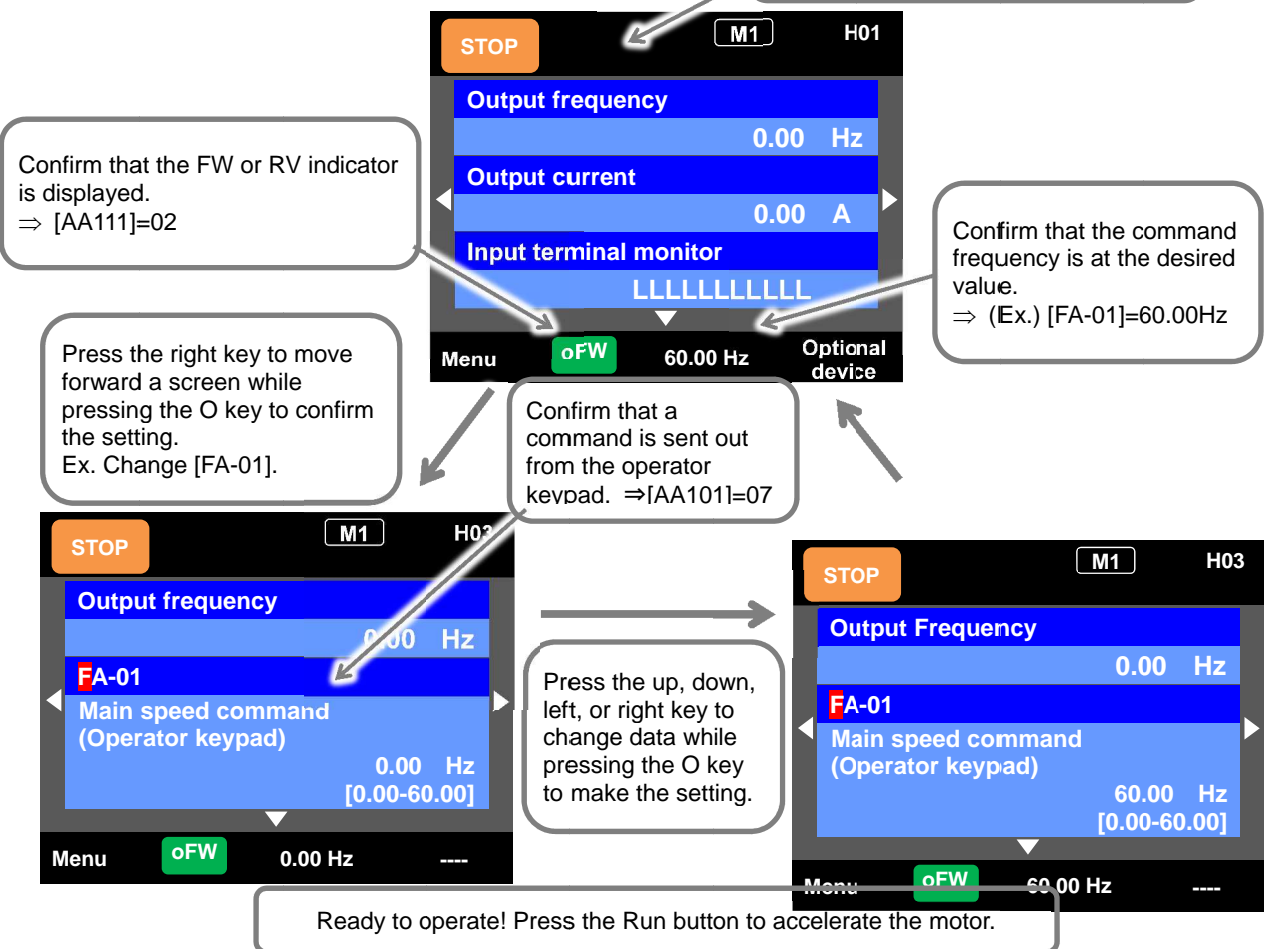 STOP
M1
H01
Output frequency
0.00 Hz
Output current
0.00 A
Input terminal monitor
LLLLLLLLLLL
Menu
oFW
60.00 Hz
Optional
device
Confirm that the FW or RV indicator
is displayed.
⇒ [AA111]=02
Confirm that the command
frequency is at the desired
value.
⇒ (Ex.) [FA-01]=60.00Hz
Press the right key to move
forward a screen while
pressing the O key to confirm
the setting.
Ex. Change [FA-01].
Confirm that a
command is sent out
from the operator
keypad. ⇒[AA101]=07
STOP
M1
H03
Output frequency
0.00 Hz
FA-01
Main speed command
(Operator keypad)
0.00 Hz
[0.00-60.00]
Menu
oFW
0.00 Hz
----
Press the up, down,
left, or right key to
change data while
pressing the O key
to make the setting.
STOP
M1
H03
Output Frequency
0.00 Hz
FA-01
Main speed command
(Operator keypad)
60.00 Hz
[0.00-60.00]
Menu
oFW
60.00 Hz
----
Ready to operate! Press the Run button to accelerate the motor.